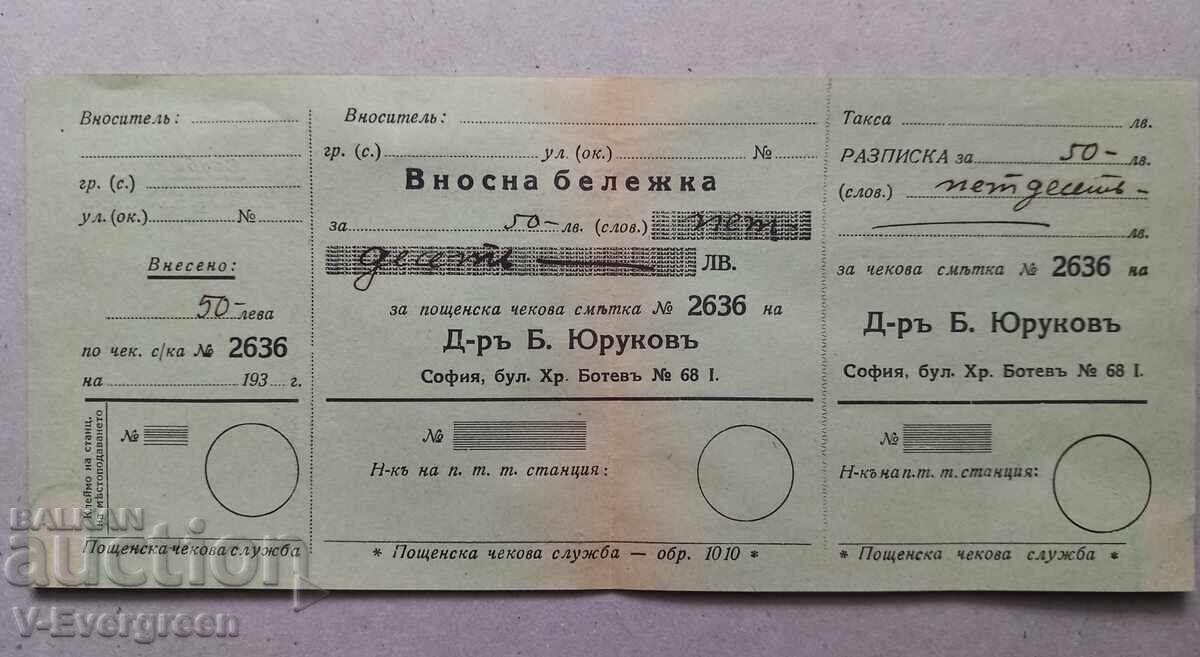 Вноситель:
гр. (с.)
ул. (ок.) №
Внесено:
50- лева
по чек. с/ка № 2636
на 193 г.
Клеймо на станц.
на мѣстоподаването
№
Пощенска чекова служба
Вноситель:
гр. (с.) ул. (ок.) №
Вносна бележка
за 50- лв. (слов.) пет-
десеть ЛВ.
за пощенска чекова смѣтка № 2636 на
Д-ръ Б. Юруковъ
София, бул. Хр. Ботевъ № 68 I.
№
Н-къ на п. т. т. станция:
* Пощенска чекова служба — обр. 1010 *
Такса лв.
РАЗПИСКА за 50- лв.
(слов.) петдесеть-
лв.
за чекова смѣтка № 2636 на
Д-ръ Б. Юруковъ
София, бул. Хр. Ботевъ № 68 I.
№
Н-къ на п. т. т. станция:
* Пощенска чекова служба *
BALKAN
auction
V-Evergreen